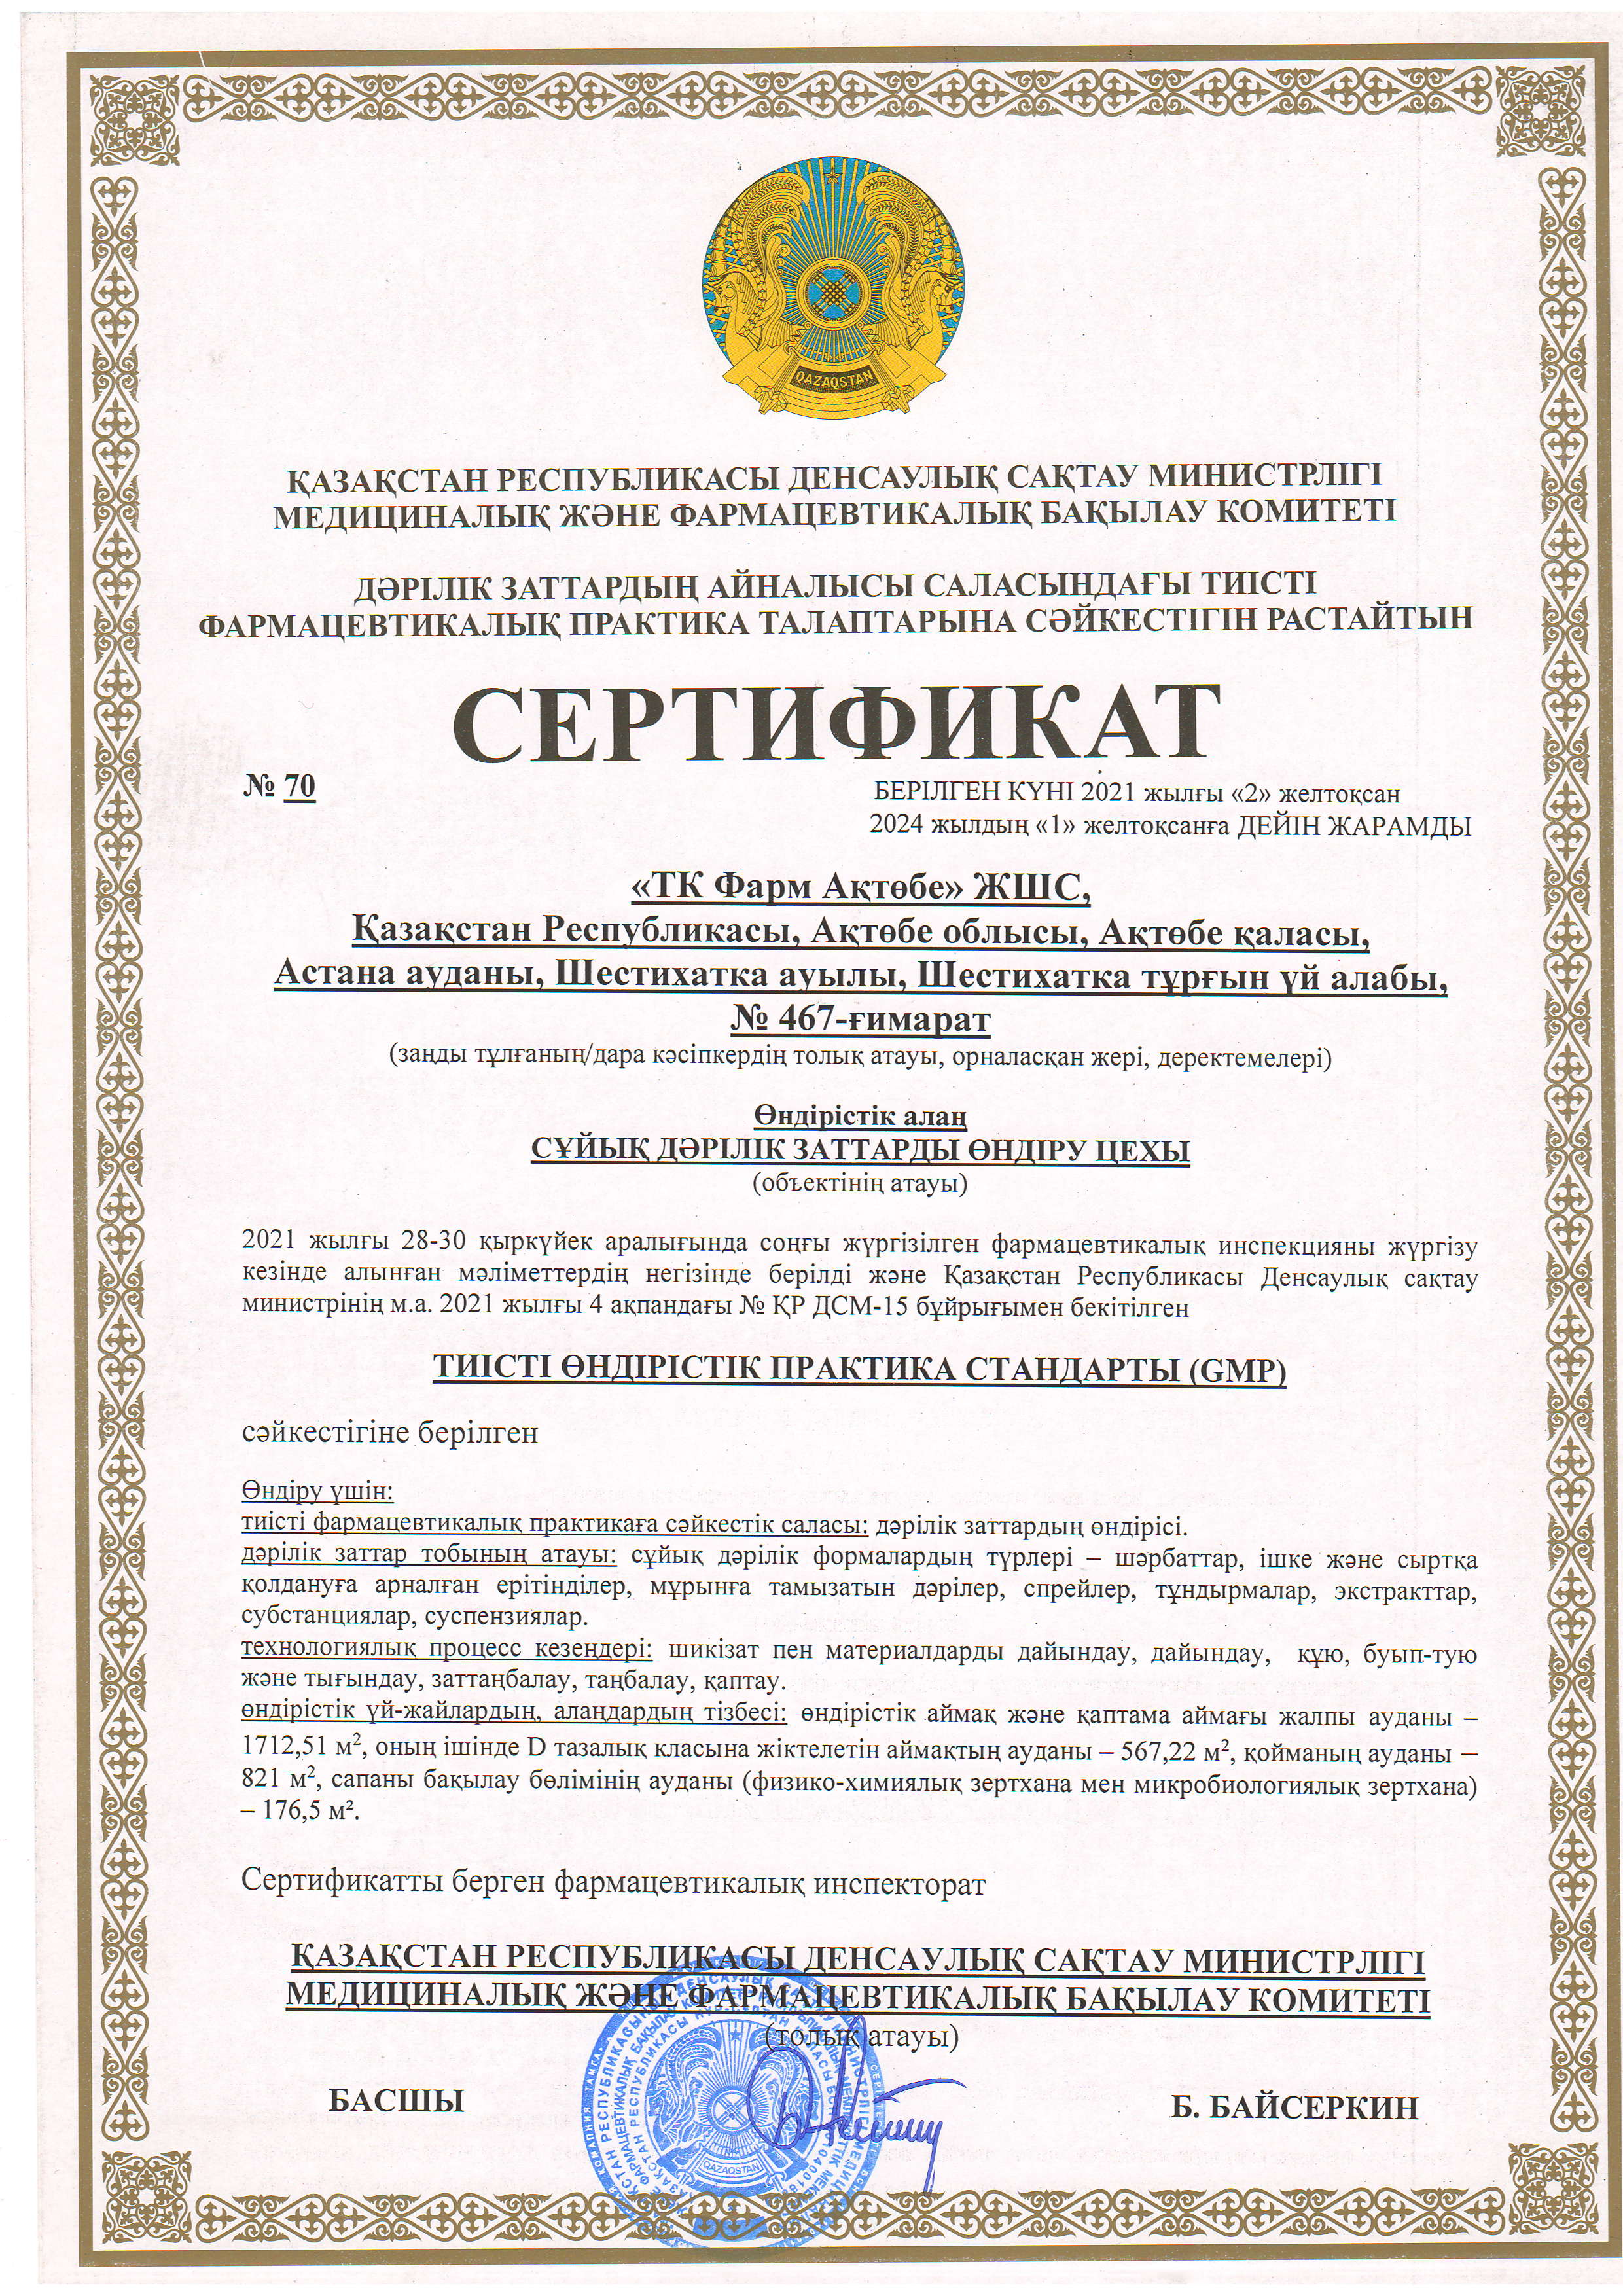 QAZAQSTAN
ҚАЗАҚСТАН РЕСПУБЛИКАСЫ ДЕНСАУЛЫҚ САҚТАУ МИНИСТРЛІГІ
МЕДИЦИНАЛЫҚ ЖӘНЕ ФАРМАЦЕВТИКАЛЫҚ БАҚЫЛАУ КОМИТЕТІ
ДӘРІЛІК ЗАТТАРДЫҢ АЙНАЛЫСЫ САЛАСЫНДАҒЫ ТИІСТІ
ФАРМАЦЕВТИКАЛЫҚ ПРАКТИКА ТАЛАПТАРЫНА СӘЙКЕСТІГІН РАСТАЙТЫН
СЕРТИФИКАТ
№ 70
БЕРІЛГЕН КҮНІ 2021 жылғы «2» желтоқсан
2024 жылдың «1» желтоқсанға ДЕЙІН ЖАРАМДЫ
«ТК Фарм Ақтөбе» ЖШС,
Қазақстан Республикасы, Ақтөбе облысы, Ақтөбе қаласы,
Астана ауданы, Шестихатка ауылы, Шестихатка тұрғын үй алабы,
№ 467-ғимарат
(заңды тұлғаның/дара кәсіпкердің толық атауы, орналасқан жері, деректемелері)
Өндірістік алаң
СҰЙЫҚ ДӘРІЛІК ЗАТТАРДЫ ӨНДІРУ ЦЕХЫ
(объектінің атауы)
2021 жылғы 28-30 қыркүйек аралығында соңғы жүргізілген фармацевтикалық инспекцияны жүргізу
кезінде алынған мәліметтердің негізінде берілді және Қазақстан Республикасы Денсаулық сақтау
министрінің м.а. 2021 жылғы 4 ақпандағы № ҚР ДСМ-15 бұйрығымен бекітілген
ТИІСТІ ӨНДІРІСТІК ПРАКТИКА СТАНДАРТЫ (GMP)
сәйкестігіне берілген
Өндіру үшін:
тиісті фармацевтикалық практикаға сәйкестік саласы: дәрілік заттардың өндірісі.
дәрілік заттар тобының атауы: сұйық дәрілік формалардың түрлері – шәрбаттар, ішке және сыртқа
қолдануға арналған ерітінділер, мұрынға тамызатын дәрілер, спрейлер, тұндырмалар, экстракттар,
субстанциялар, суспензиялар.
технологиялық процесс кезеңдері: шикізат пен материалдарды дайындау, дайындау, құю, буып-тую
және тығындау, заттаңбалау, таңбалау, қаптау.
өндірістік үй-жайлардың, алаңдардың тізбесі: өндірістік аймақ және қаптама аймағы жалпы ауданы –
1712,51 м², оның ішінде D тазалық класына жіктелетін аймақтың ауданы – 567,22 м², қойманың ауданы –
821 м², сапаны бақылау бөлімінің ауданы (физико-химиялық зертхана мен микробиологиялық зертхана)
– 176,5 м².
Сертификатты берген фармацевтикалық инспекторат
ҚАЗАҚСТАН РЕСПУБЛИКАСЫ ДЕНСАУЛЫҚ САҚТАУ МИНИСТРЛІГІ
МЕДИЦИНАЛЫҚ ЖӘНЕ ФАРМАЦЕВТИКАЛЫҚ БАҚЫЛАУ КОМИТЕТІ
(толық атауы)
БАСШЫ
Б. БАЙСЕРКИН
QAZAQSTAN